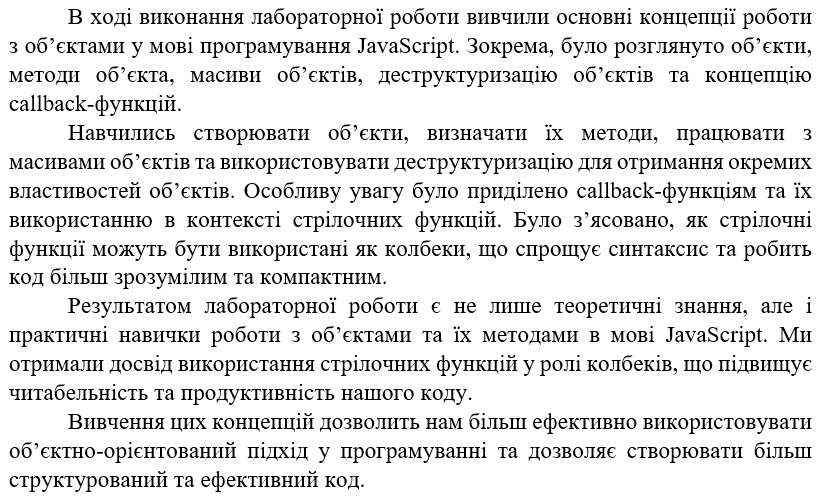 В ході виконання лабораторної роботи вивчили основні концепції роботи
з об’єктами у мові програмування JavaScript. Зокрема, було розглянуто об’єкти,
методи об’єкта, масиви об’єктів, деструктуризацію об’єктів та концепцію
callback-функцій.
Навчились створювати об’єкти, визначати їх методи, працювати з
масивами об’єктів та використовувати деструктуризацію для отримання окремих
властивостей об’єктів. Особливу увагу було приділено callback-функціям та їх
використанню в контексті стрілочних функцій. Було з’ясовано, як стрілочні
функції можуть бути використані як колбеки, що спрощує синтаксис та робить
код більш зрозумілим та компактним.
Результатом лабораторної роботи є не лише теоретичні знання, але і
практичні навички роботи з об’єктами та їх методами в мові JavaScript. Ми
отримали досвід використання стрілочних функцій у ролі колбеків, що підвищує
читабельність та продуктивність нашого коду.
Вивчення цих концепцій дозволить нам більш ефективно використовувати
об’єктно-орієнтований підхід у програмуванні та дозволяє створювати більш
структурований та ефективний код.